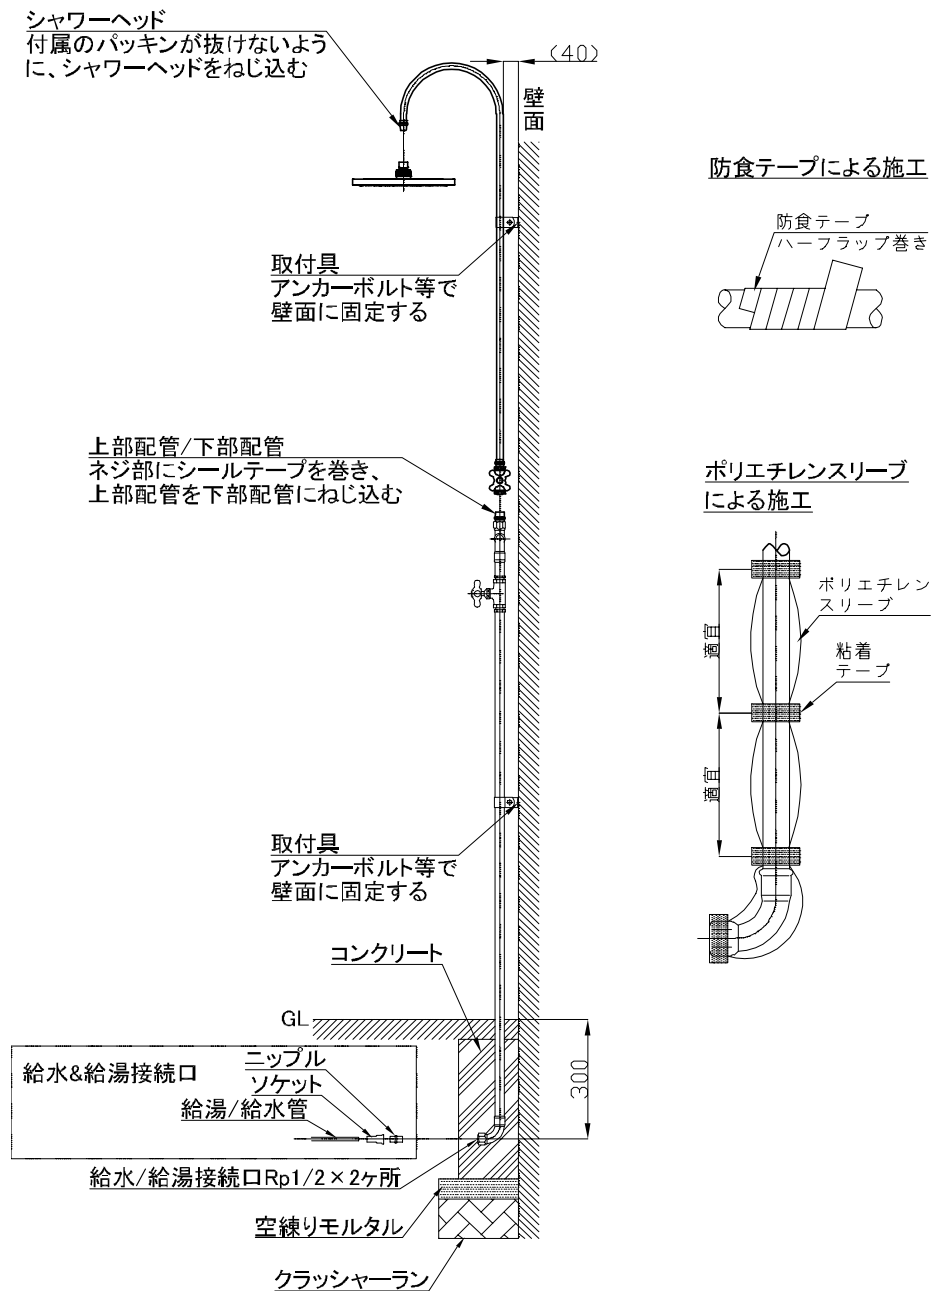 シャワーヘッド
付属のパッキンが抜けないよう
に、シャワーヘッドをねじ込む
(40)
壁面
取付具
アンカーボルト等で
壁面に固定する
上部配管/下部配管
ネジ部にシールテープを巻き、
上部配管を下部配管にねじ込む
取付具
アンカーボルト等で
壁面に固定する
コンクリート
GL
300
給水&給湯接続口
ニップル
ソケット
給湯/給水管
給水/給湯接続口Rp1/2×2ヶ所
空練りモルタル
クラッシャーラン
防食テープによる施工
防食テープ
ハーフラップ巻き
ポリエチレンスリーブ
による施工
ポリエチレン
スリーブ
適宜
粘着
テープ
適宜